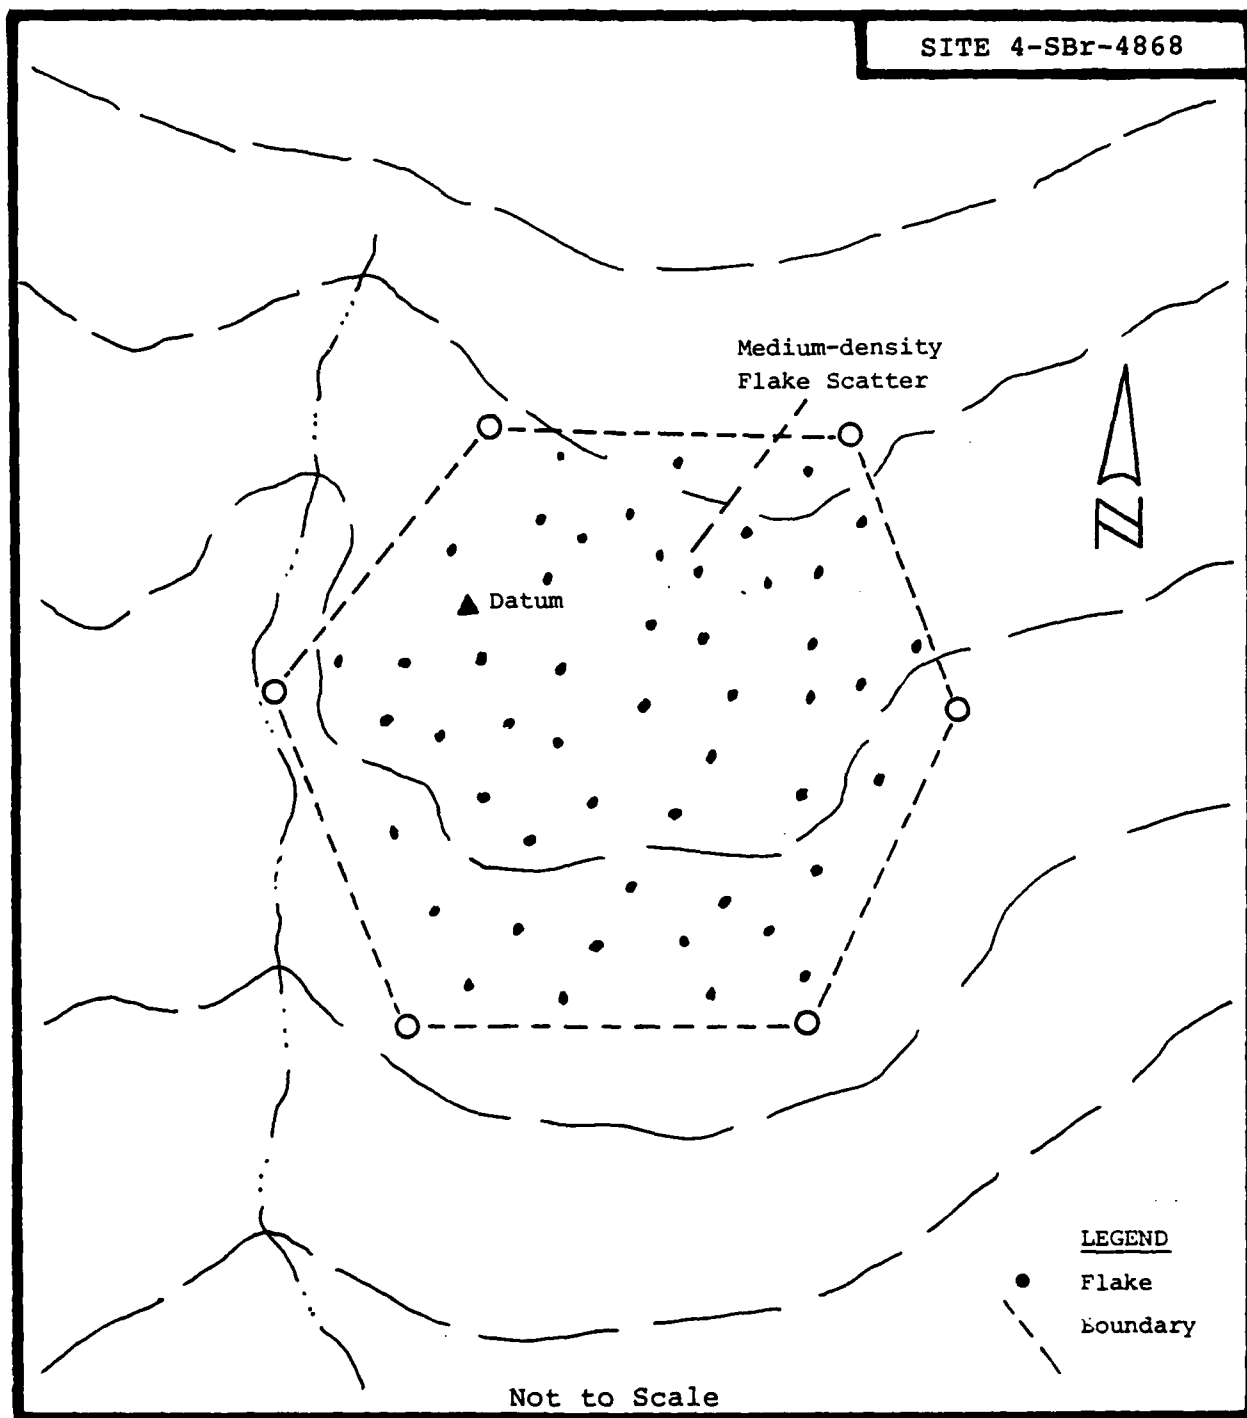 SITE 4-SBr-4868
Medium-density
Flake Scatter
N
Datum
LEGEND
Flake
Boundary
Not to Scale